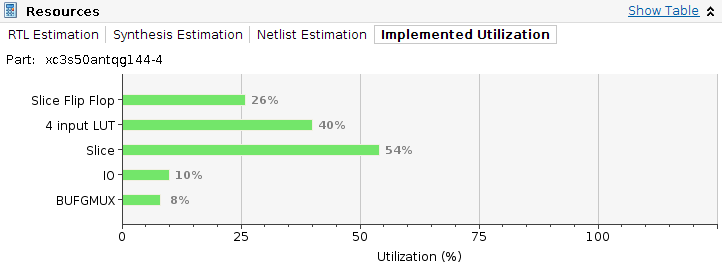 Resources Show Table
RTL Estimation Synthesis Estimation Netlist Estimation Implemented Utilization
Part: xc3s50antqg144-4
Slice Flip Flop 26%
4 input LUT 40%
Slice 54%
IO 10%
BUFGMUX 8%
0 25 50 75 100
Utilization (%)